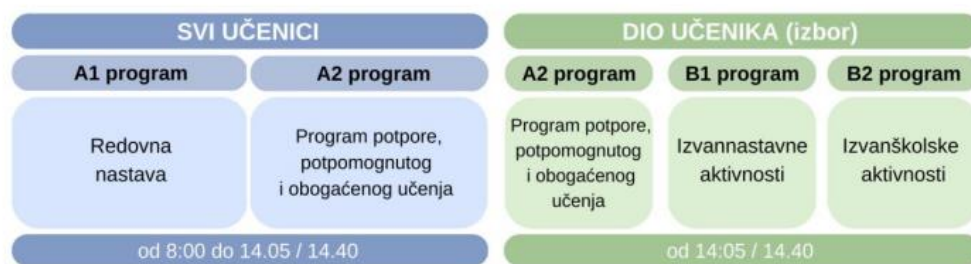 SVI UČENICI
A1 program
A2 program
Redovna
nastava
Program potpore,
potpomognutog
i obogaćenog učenja
od 8:00 do 14.05 / 14.40
DIO UČENIKA (izbor)
A2 program
B1 program
B2 program
Program potpore,
potpomognutog
i obogaćenog
učenja
Izvannastavne
aktivnosti
Izvanškolske
aktivnosti
od 14:05 / 14.40